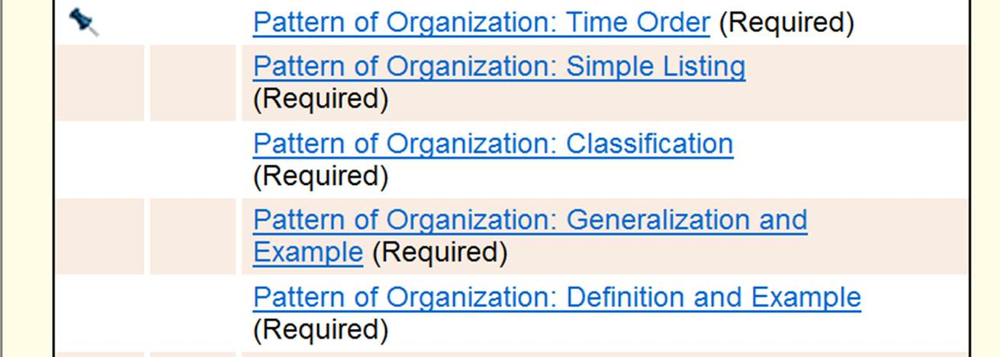 Pattern of Organization: Time Order (Required)
Pattern of Organization: Simple Listing
(Required)
Pattern of Organization: Classification
(Required)
Pattern of Organization: Generalization and
Example (Required)
Pattern of Organization: Definition and Example
(Required)